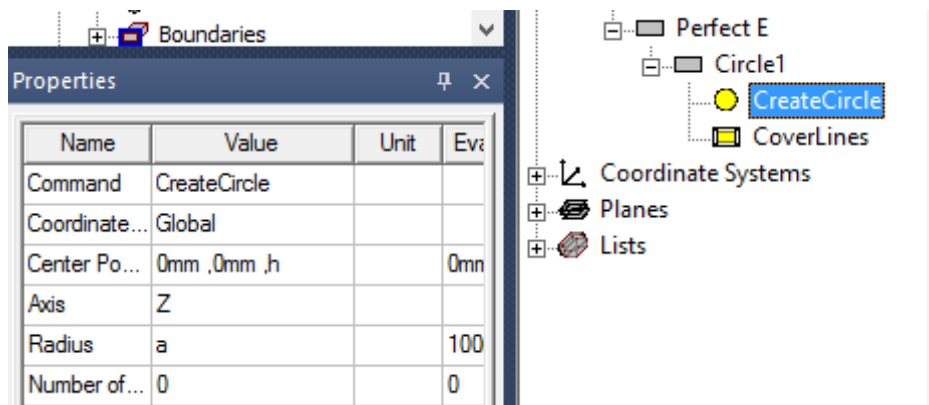 Boundaries
Properties
Name Value Unit Eva
Command CreateCircle
Coordinate... Global
Center Po... 0mm ,0mm ,h 0mm
Axis Z
Radius a 100
Number of... 0 0
Perfect E
Circle1
CreateCircle
CoverLines
Coordinate Systems
Planes
Lists